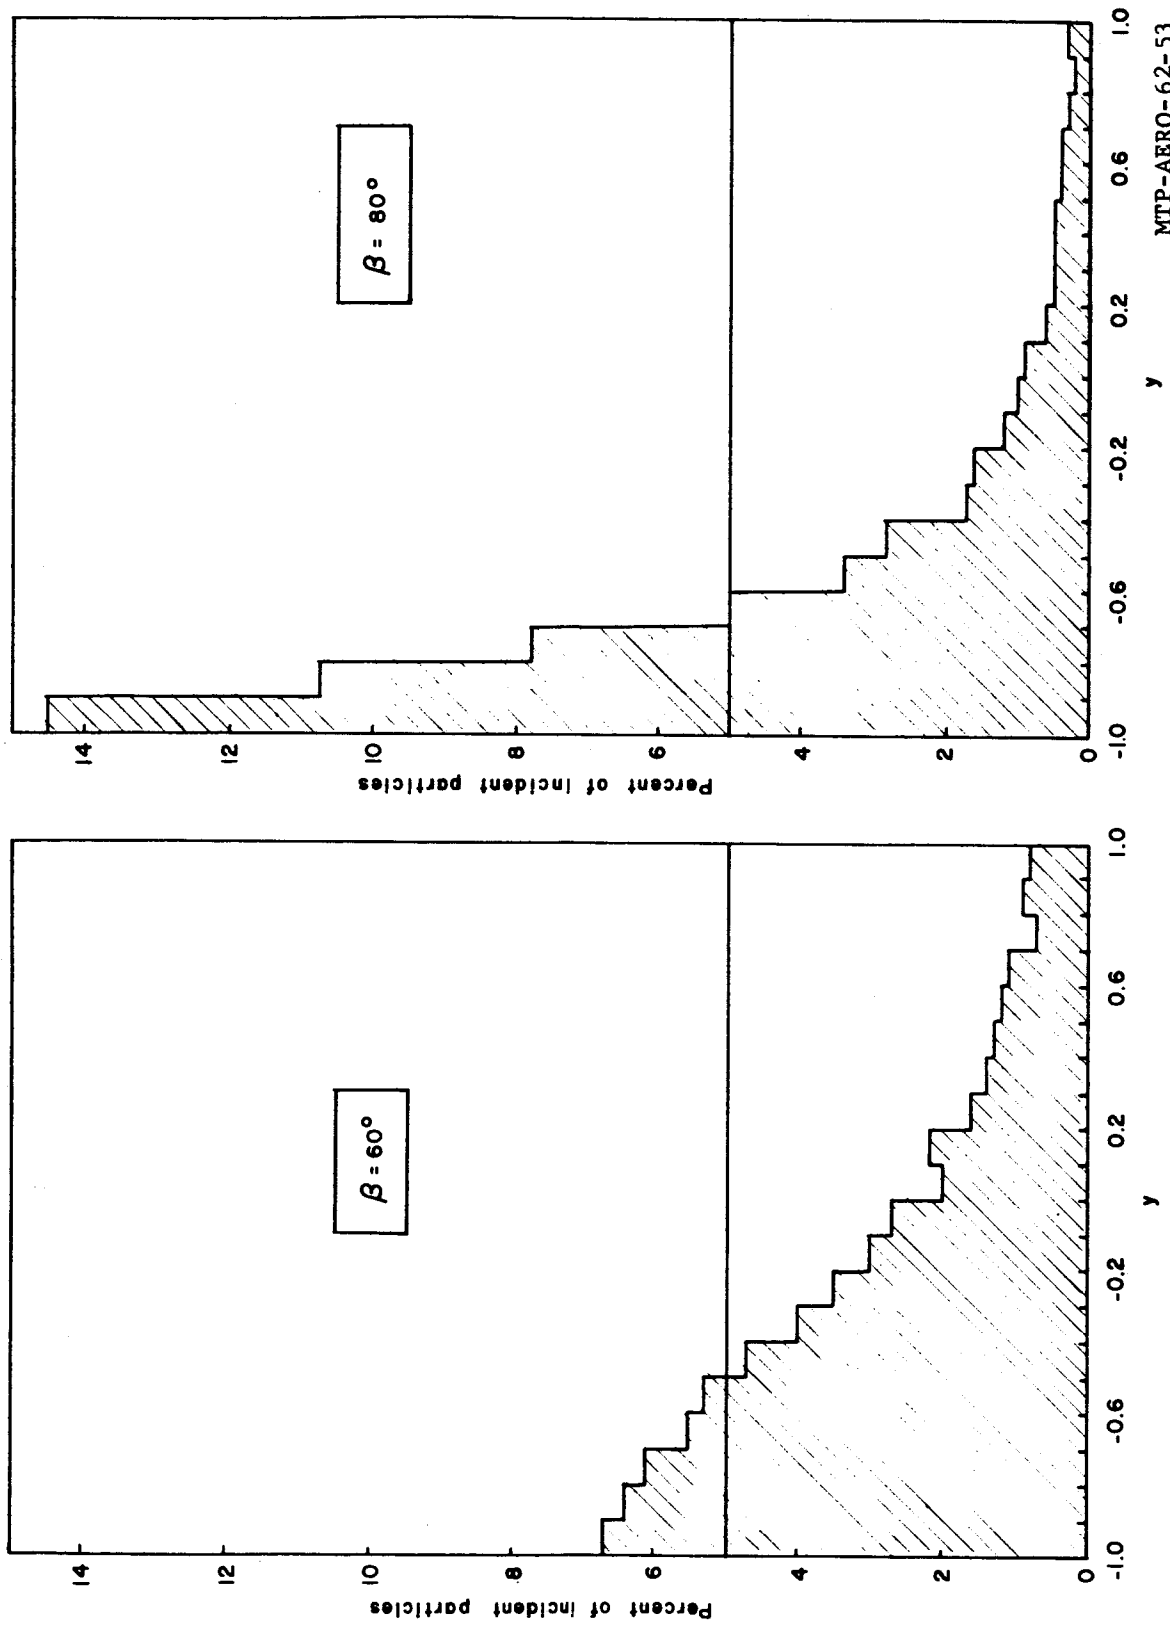 Percent of incident particles
14
12
10
8
6
4
2
0
β = 60°
-1.0 -0.6 -0.2 0.2 0.6 1.0
y
Percent of incident particles
14
12
10
8
6
4
2
0
β = 80°
-1.0 -0.6 -0.2 0.2 0.6 1.0
y
MTP-AERO-62-53